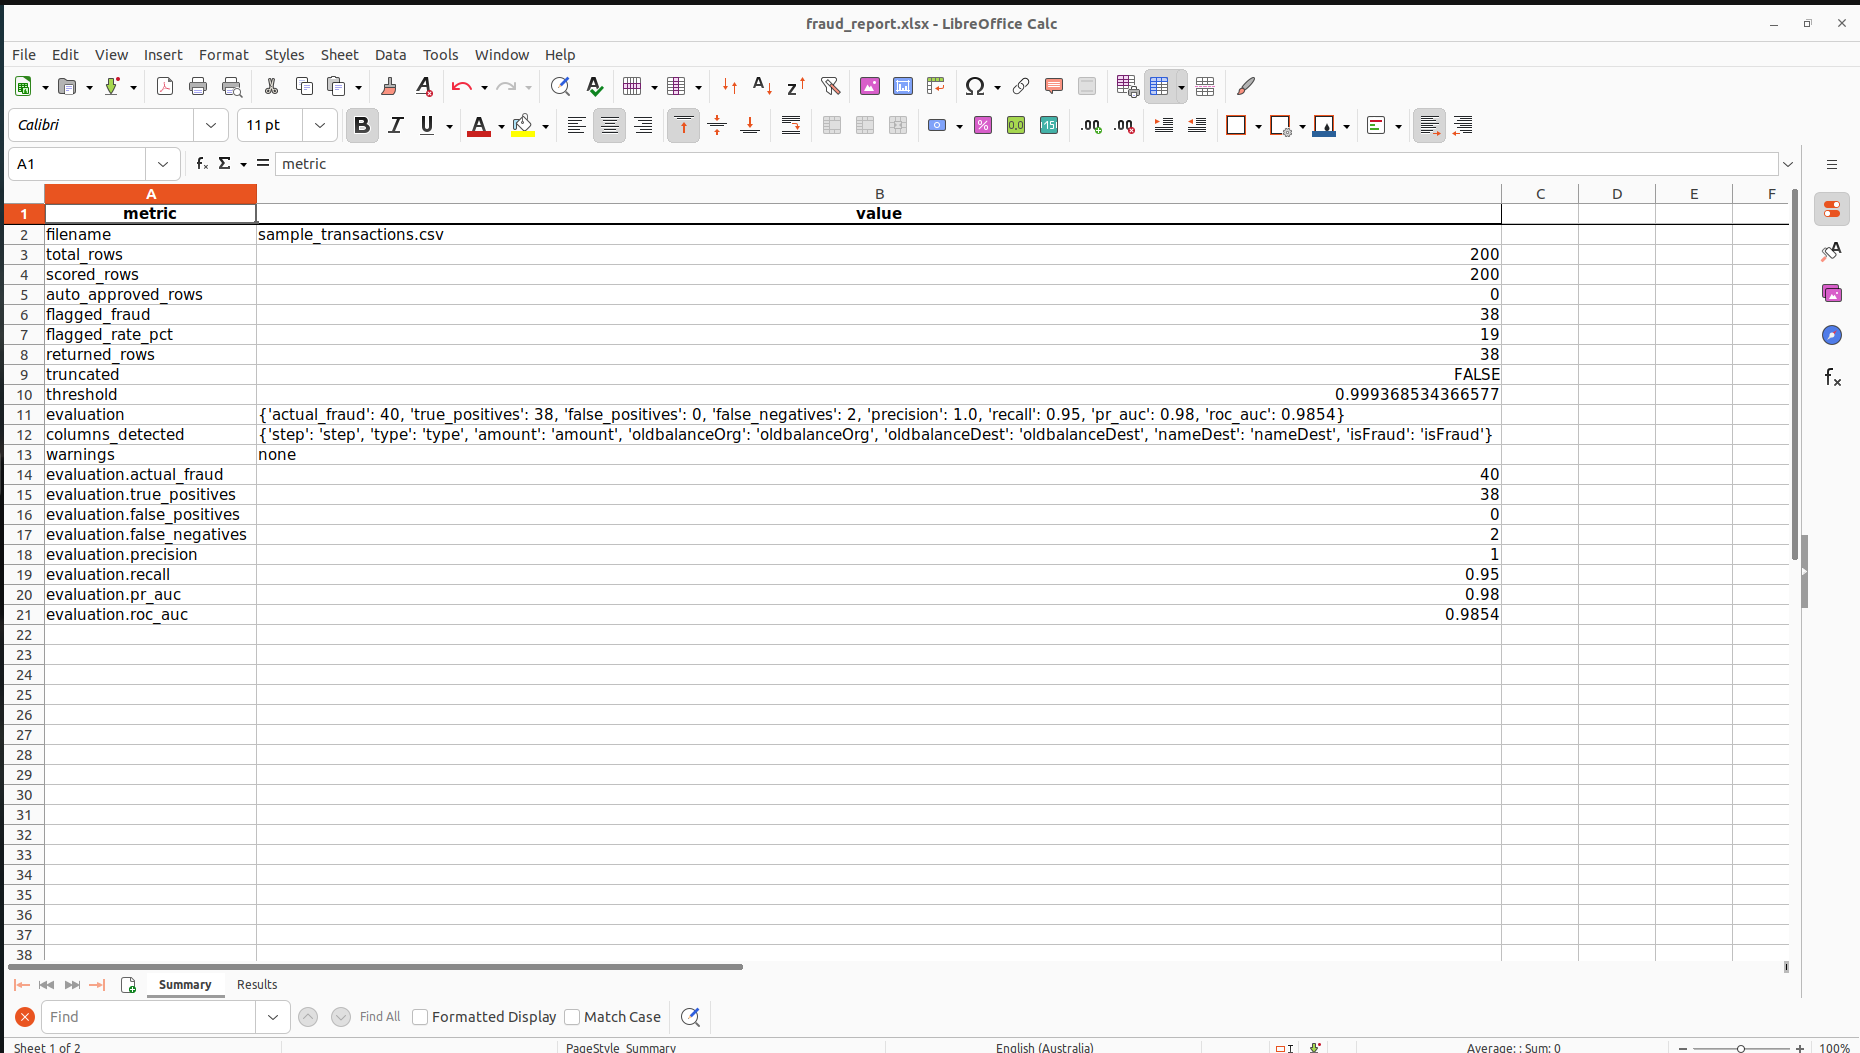 fraud_report.xlsx - LibreOffice Calc
File Edit View Insert Format Styles Sheet Data Tools Window Help
Calibri 11 pt
A1 metric
A B C D E F
1 metric value
2 filename sample_transactions.csv
3 total_rows 200
4 scored_rows 200
5 auto_approved_rows 0
6 flagged_fraud 38
7 flagged_rate_pct 19
8 returned_rows 38
9 truncated FALSE
10 threshold 0.999368534366577
11 evaluation {'actual_fraud': 40, 'true_positives': 38, 'false_positives': 0, 'false_negatives': 2, 'precision': 1.0, 'recall': 0.95, 'pr_auc': 0.98, 'roc_auc': 0.9854}
12 columns_detected {'step': 'step', 'type': 'type', 'amount': 'amount', 'oldbalanceOrg': 'oldbalanceOrg', 'oldbalanceDest': 'oldbalanceDest', 'nameDest': 'nameDest', 'isFraud': 'isFraud'}
13 warnings none
14 evaluation.actual_fraud 40
15 evaluation.true_positives 38
16 evaluation.false_positives 0
17 evaluation.false_negatives 2
18 evaluation.precision 1
19 evaluation.recall 0.95
20 evaluation.pr_auc 0.98
21 evaluation.roc_auc 0.9854
22
23
24
25
26
27
28
29
30
31
32
33
34
35
36
37
38
Summary Results
Find Find All Formatted Display Match Case
Sheet 1 of 2 PageStyle_Summary English (Australia) Average: ; Sum: 0 100%